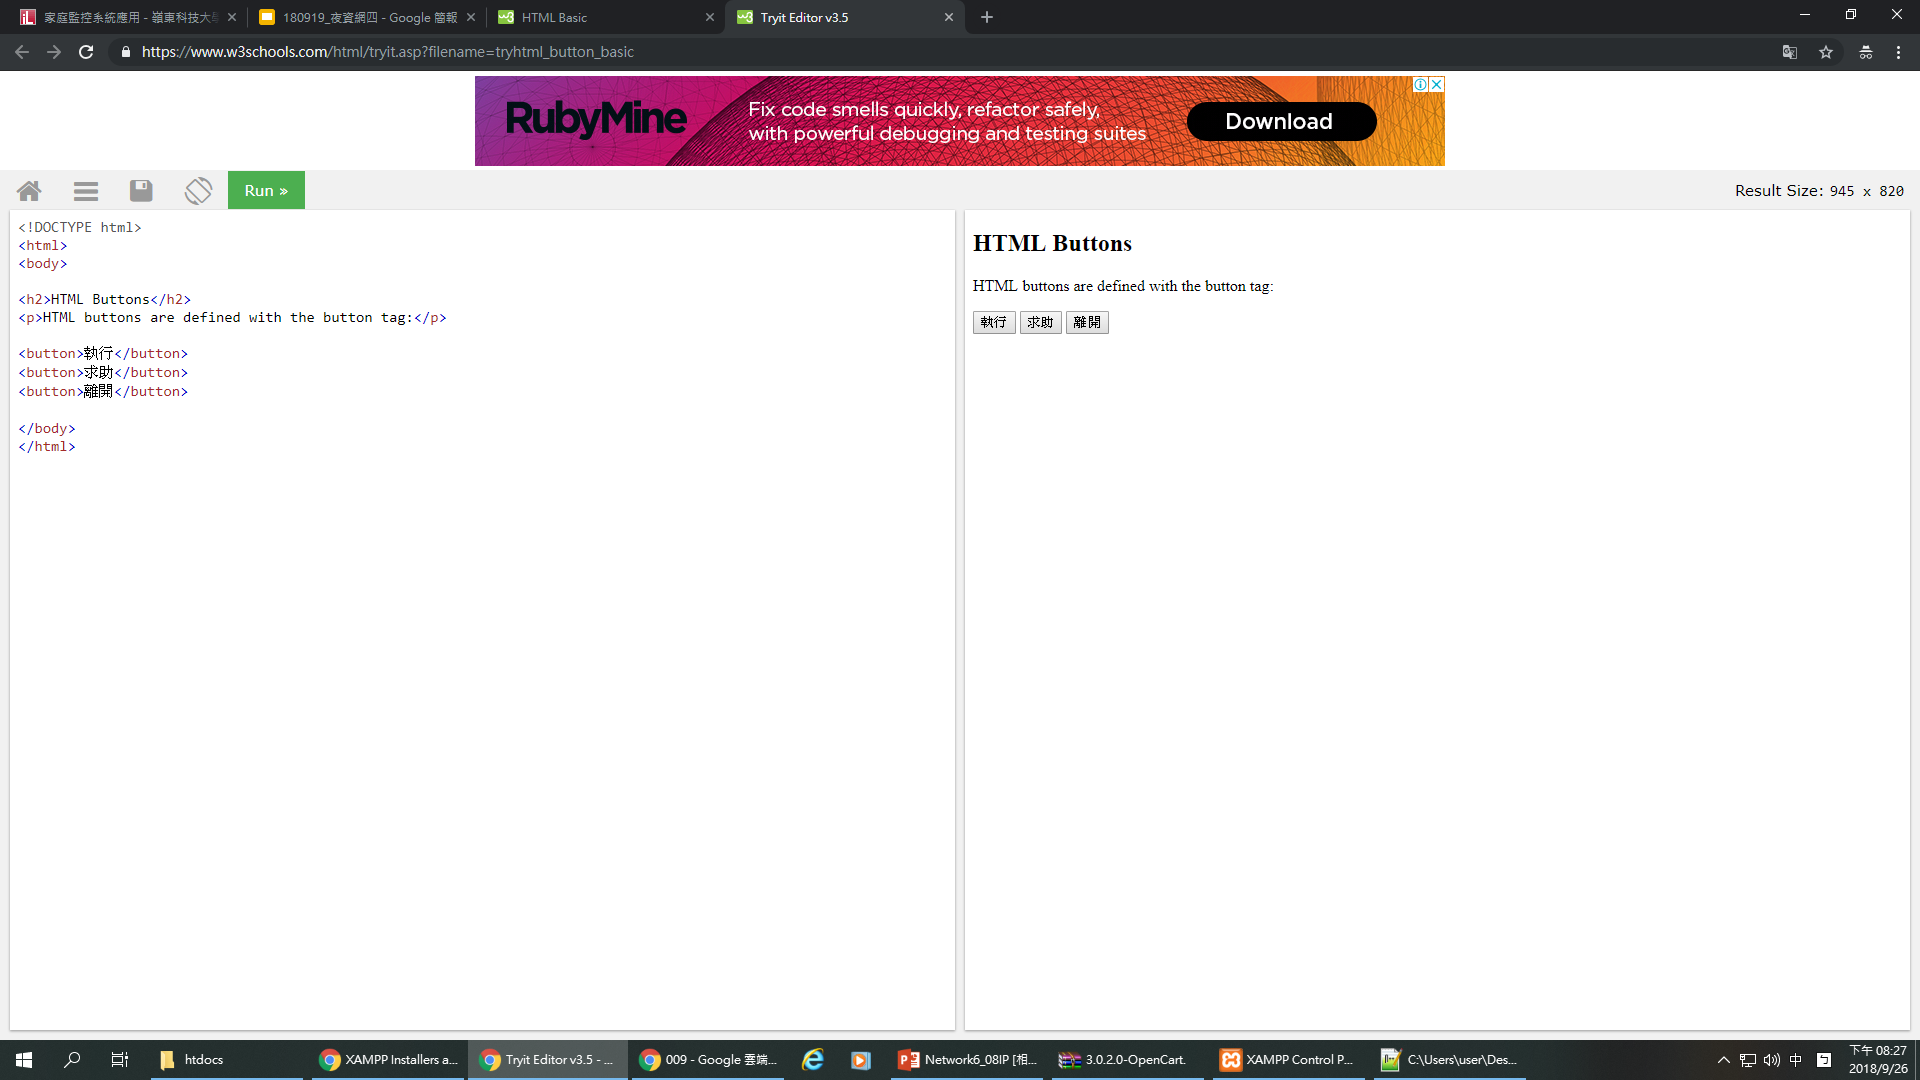 家庭監控系統應用 - 嶺東科技大學
180919_夜資網四 - Google 簡報
HTML Basic
Tryit Editor v3.5
https://www.w3schools.com/html/tryit.asp?filename=tryhtml_button_basic
RubyMine
Fix code smells quickly, refactor safely,
with powerful debugging and testing suites
Download
Run »
Result Size: 945 x 820
<!DOCTYPE html>
<html>
<body>
<h2>HTML Buttons</h2>
<p>HTML buttons are defined with the button tag:</p>
<button>執行</button>
<button>求助</button>
<button>離開</button>
</body>
</html>
HTML Buttons
HTML buttons are defined with the button tag:
執行 求助 離開
htdocs
XAMPP Installers a...
Tryit Editor v3.5 - ...
009 - Google 雲端...
Network6_08IP [相...
3.0.2.0-OpenCart.
XAMPP Control P...
C:\Users\user\Des...
中
下午 08:27
2018/9/26